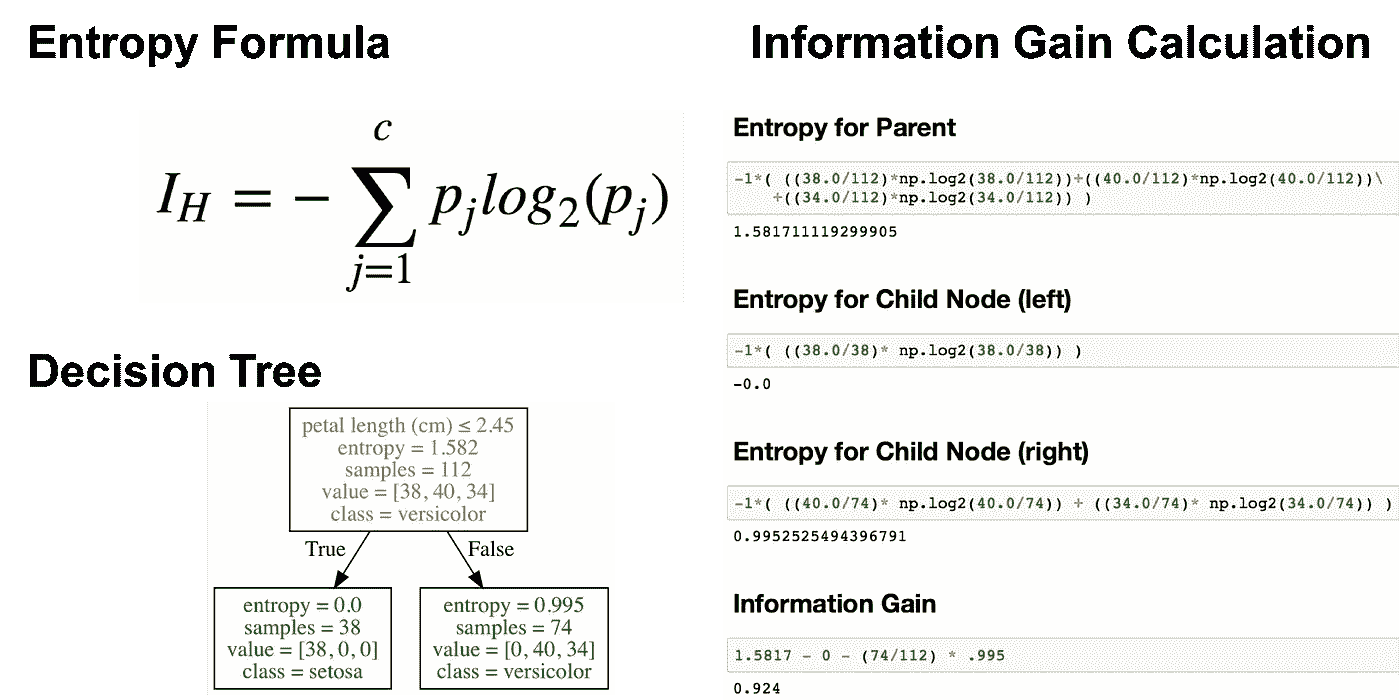 Entropy Formula
I_H = − ∑_{j=1}^{c} p_j log_2(p_j)
Decision Tree
petal length (cm) ≤ 2.45
entropy = 1.582
samples = 112
value = [38, 40, 34]
class = versicolor
True
False
entropy = 0.0
samples = 38
value = [38, 0, 0]
class = setosa
entropy = 0.995
samples = 74
value = [0, 40, 34]
class = versicolor
Information Gain Calculation
Entropy for Parent
-1*( ((38.0/112)*np.log2(38.0/112))+((40.0/112)*np.log2(40.0/112))\
+((34.0/112)*np.log2(34.0/112)) )
1.581711119299905
Entropy for Child Node (left)
-1*( ((38.0/38)* np.log2(38.0/38)) )
-0.0
Entropy for Child Node (right)
-1*( ((40.0/74)* np.log2(40.0/74)) + ((34.0/74)* np.log2(34.0/74)) )
0.9952525494396791
Information Gain
1.5817 - 0 - (74/112) * .995
0.924